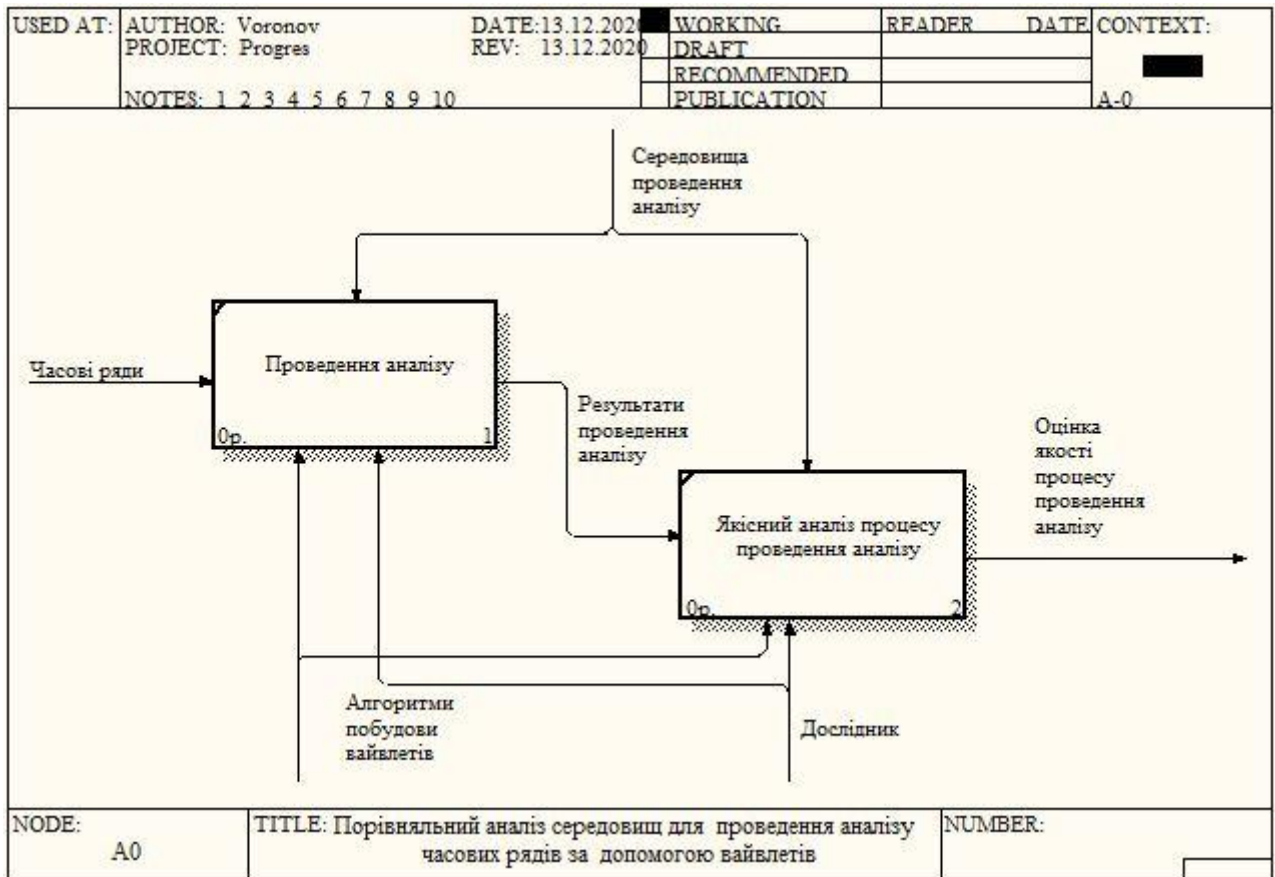 USED AT:
AUTHOR: Voronov
DATE:13.12.2020
WORKING
READER
DATE
CONTEXT:
PROJECT: Progres
REV: 13.12.2020
DRAFT
RECOMMENDED
NOTES: 1 2 3 4 5 6 7 8 9 10
PUBLICATION
A-0
Середовища
проведення
аналізу
Часові ряди
Проведення аналізу
0р.
1
Результати
проведення
аналізу
Якісний аналіз процесу
проведення аналізу
0р.
2
Оцінка
якості
процесу
проведення
аналізу
Алгоритми
побудови
вайвлетів
Дослідник
NODE:
A0
TITLE: Порівняльний аналіз середовищ для проведення аналізу
часових рядів за допомогою вайвлетів
NUMBER: